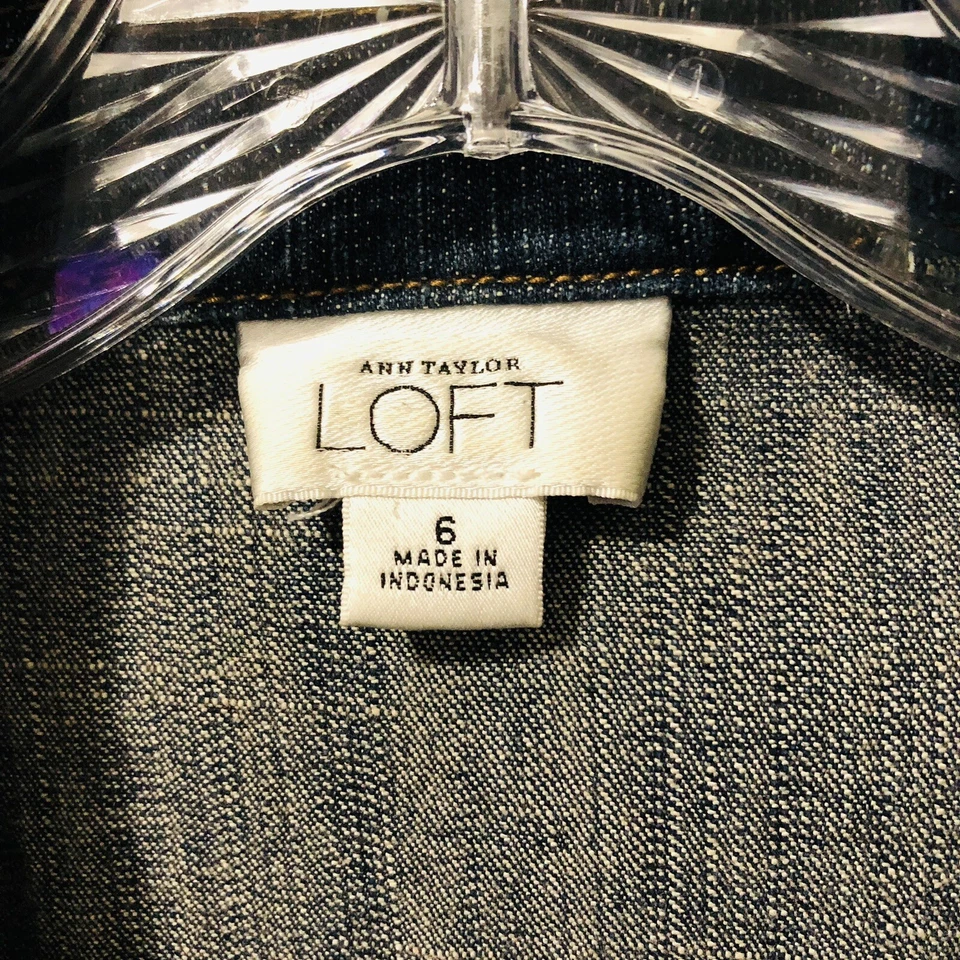 ANN TAYLOR
LOFT
6
MADE IN
INDONESIA